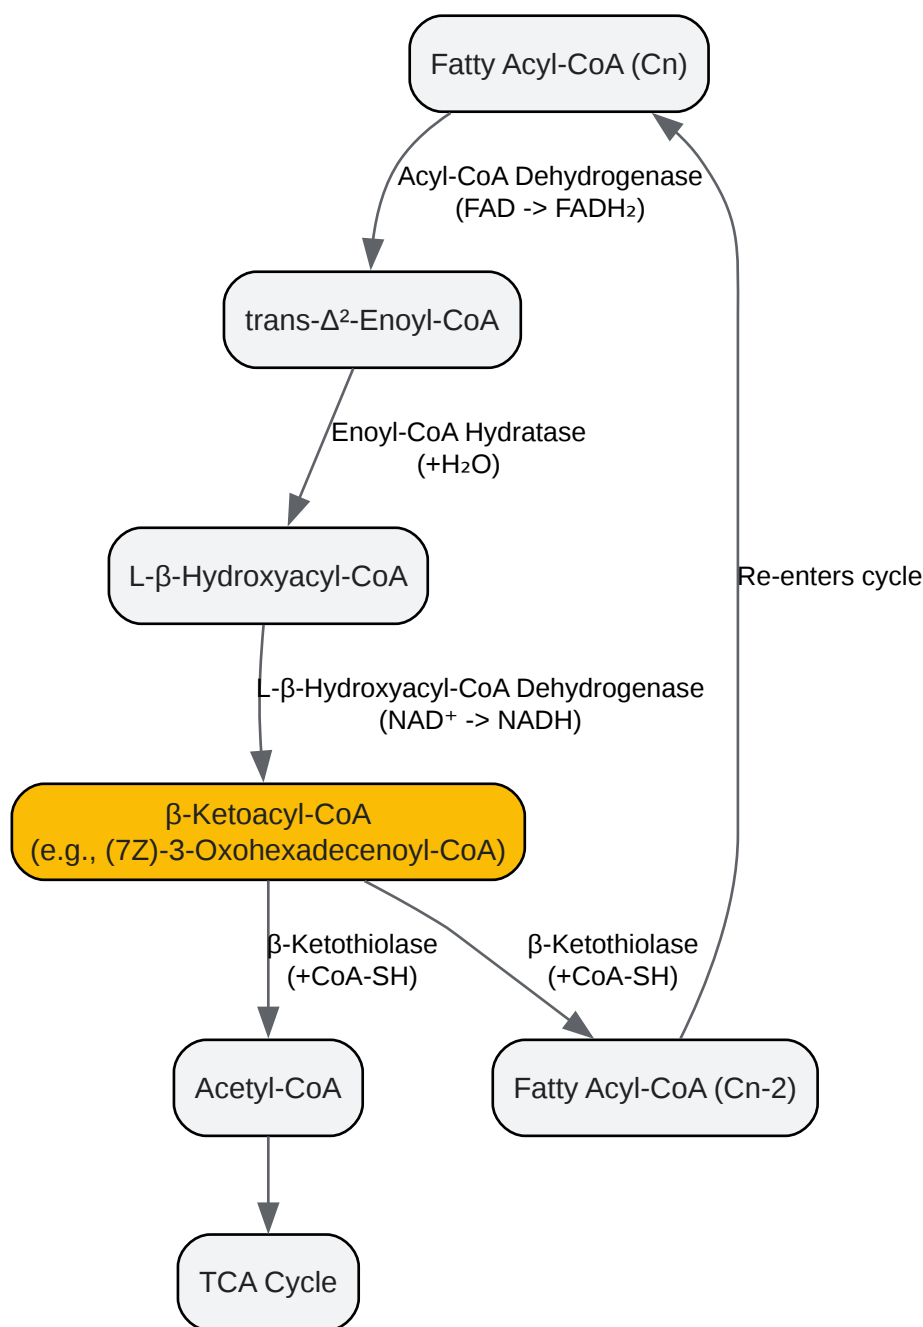 Fatty Acyl-CoA (Cn)
Acyl-CoA Dehydrogenase
(FAD -> FADH₂)
trans-Δ²-Enoyl-CoA
Enoyl-CoA Hydratase
(+H₂O)
L-β-Hydroxyacyl-CoA
Re-enters cycle
L-β-Hydroxyacyl-CoA Dehydrogenase
(NAD⁺ -> NADH)
β-Ketoacyl-CoA
(e.g., (7Z)-3-Oxohexadecenoyl-CoA)
β-Ketothiolase
(+CoA-SH)
β-Ketothiolase
(+CoA-SH)
Acetyl-CoA
Fatty Acyl-CoA (Cn-2)
TCA Cycle